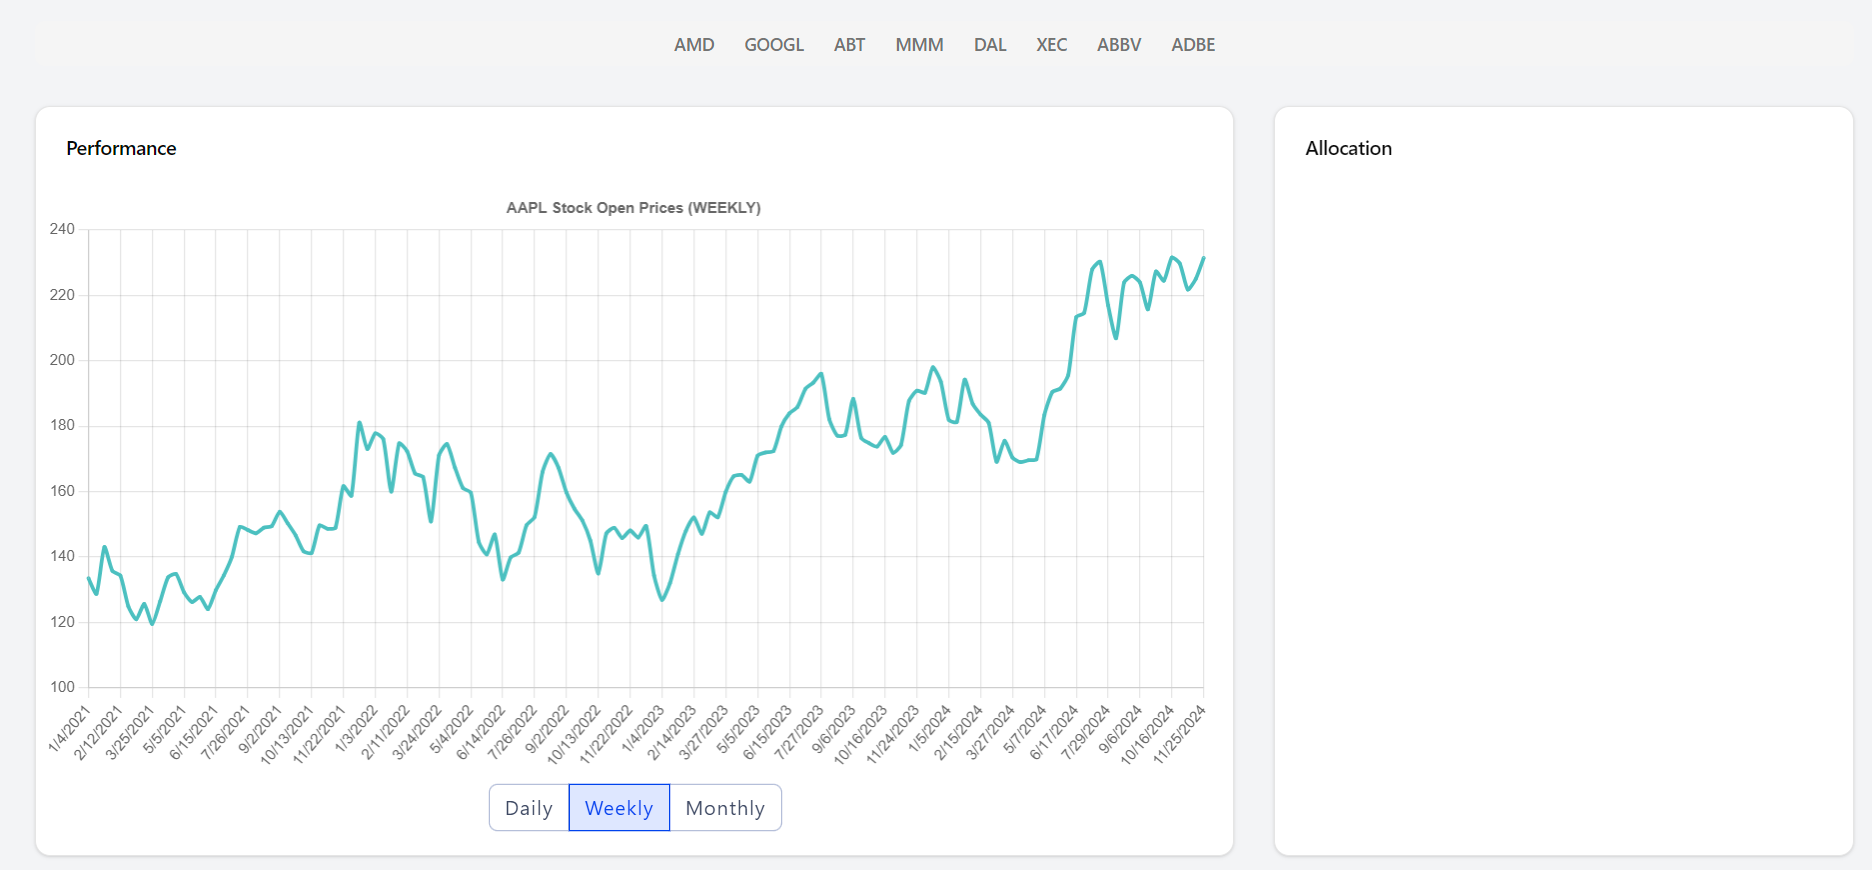 AMD GOOGL ABT MMM DAL XEC ABBV ADBE
Performance
Allocation
AAPL Stock Open Prices (WEEKLY)
240
220
200
180
160
140
120
100
1/4/2021 2/12/2021 3/25/2021 5/5/2021 6/15/2021 7/26/2021 9/2/2021 10/13/2021 11/22/2021 1/3/2022 2/11/2022 3/24/2022 5/4/2022 6/14/2022 7/26/2022 9/2/2022 10/13/2022 11/22/2022 1/4/2023 2/14/2023 3/27/2023 5/5/2023 6/15/2023 7/27/2023 9/6/2023 10/16/2023 11/24/2023 1/5/2024 2/15/2024 3/27/2024 5/7/2024 6/17/2024 7/29/2024 9/6/2024 10/16/2024 11/25/2024
Daily Weekly Monthly